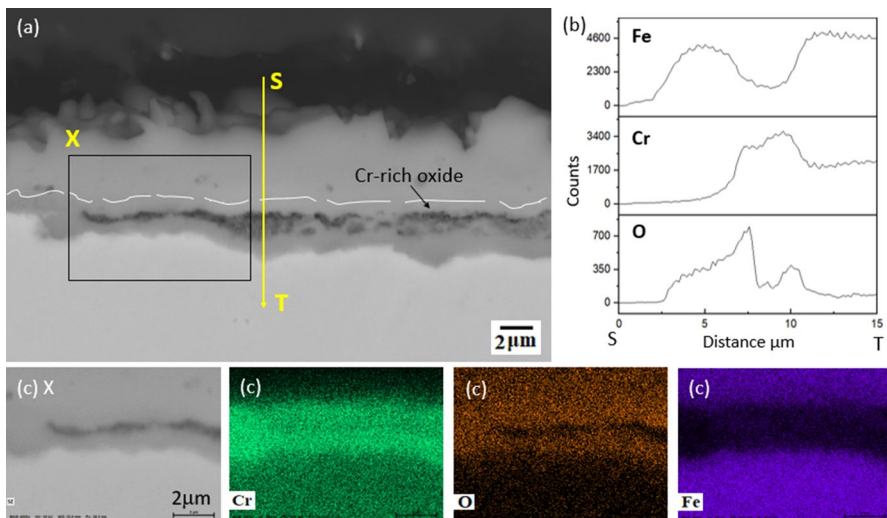 (a)
S
X
Cr-rich oxide
T
2μm
(b)
Fe
4600
2300
0
Cr
3400
1700
0
Counts
O
700
350
0
0
5
10
15
S
Distance μm
T
(c) X
2μm
(c)
Cr
(c)
O
(c)
Fe